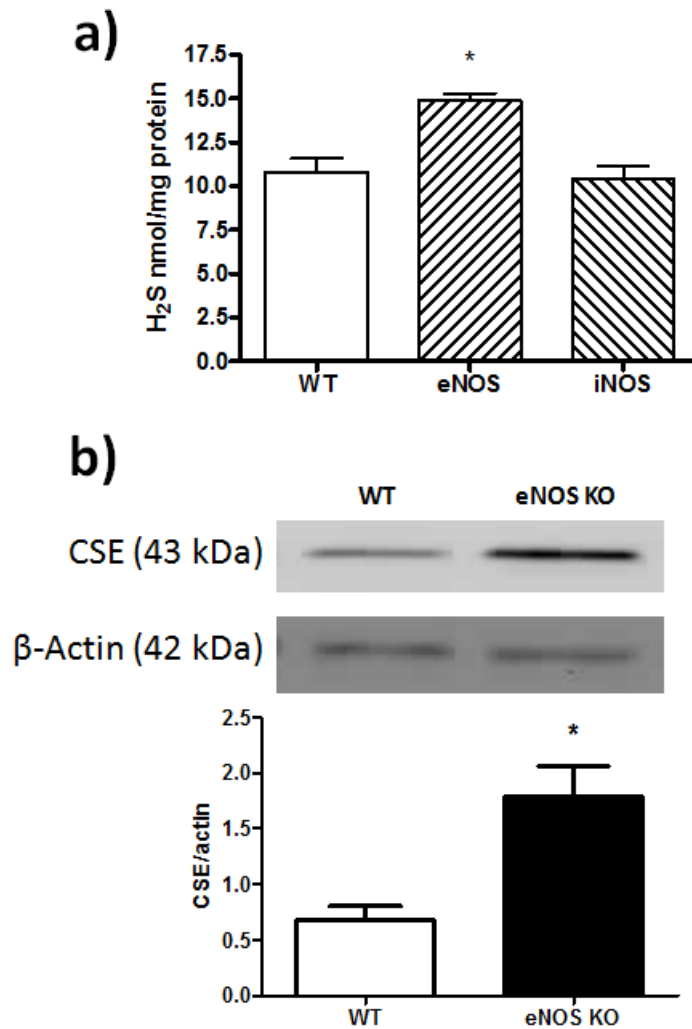 a)
H₂S nmol/mg protein
17.5
15.0
12.5
10.0
7.5
5.0
2.5
0.0
*
WT eNOS iNOS
b)
WT eNOS KO
CSE (43 kDa)
β-Actin (42 kDa)
CSE/actin
2.5
2.0
1.5
1.0
0.5
0.0
*
WT eNOS KO